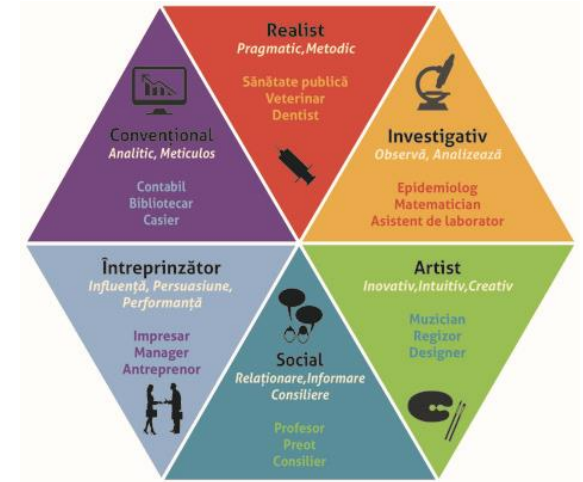 Realist
Pragmatic,Metodic
Sănătate publică
Veterinar
Dentist
Conventional
Analitic, Meticulos
Contabil
Bibliotecar
Casier
Investigativ
Observă, Analizează
Epidemiolog
Matematician
Asistent de laborator
Întreprinzător
Influență, Persuasiune,
Performanță
Impresar
Manager
Antreprenor
Social
Relaționare,Informare
Consiliere
Profesor
Preot
Consilier
Artist
Inovativ,Intuitiv,Creativ
Muzician
Regizor
Designer